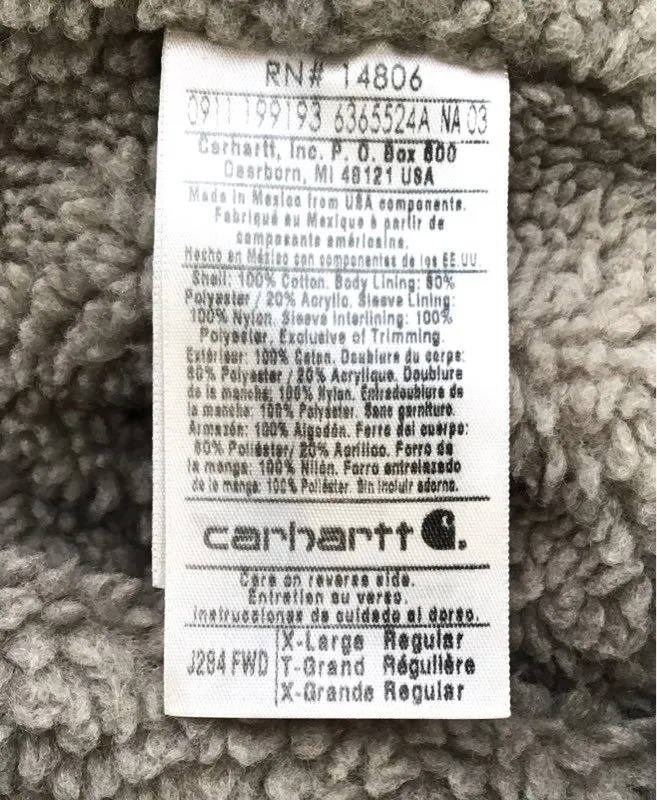 RN# 14806
0911 199193 6365524A NA 03
Carhartt, Inc. P. O. Box 600
Dearborn, MI 48121 USA
Made in Mexico from USA components.
Fabriqué au Mexique à partir de
composants américains.
Hecho en México con componentes de los EE.UU.
Shell: 100% Cotton. Body Lining: 80%
Polyester / 20% Acrylic. Sleeve Lining:
100% Nylon. Sleeve Interlining: 100%
Polyester, Exclusive of Trimming.
Extérieur: 100% Coton. Doublure du corps:
80% Polyester / 20% Acrylique. Doublure
de la manche: 100% Nylon. Entredoublure de
la manche: 100% Polyester. Sans garniture.
Armazón: 100% Algodón. Forro del cuerpo:
80% Poliéster/ 20% Acrílico. Forro de
la manga: 100% Nilón. Forro entrelazado
de la manga: 100% Poliéster. Sin incluir adorno.
carhartt
Care on reverse side.
Entretien au verso.
Instrucciones de cuidado al dorso.
J284 FWD
X-Large Regular
T-Grand Régulière
X-Grande Regular